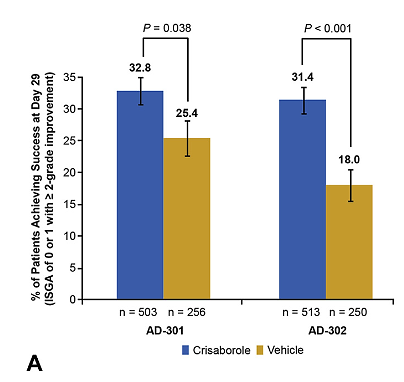 P = 0.038
P < 0.001
32.8
25.4
31.4
18.0
% of Patients Achieving Success at Day 29
(ISGA of 0 or 1 with ≥ 2-grade improvement)
35
30
25
20
15
10
5
0
n = 503 n = 256
n = 513 n = 250
AD-301
AD-302
Crisaborole
Vehicle
A